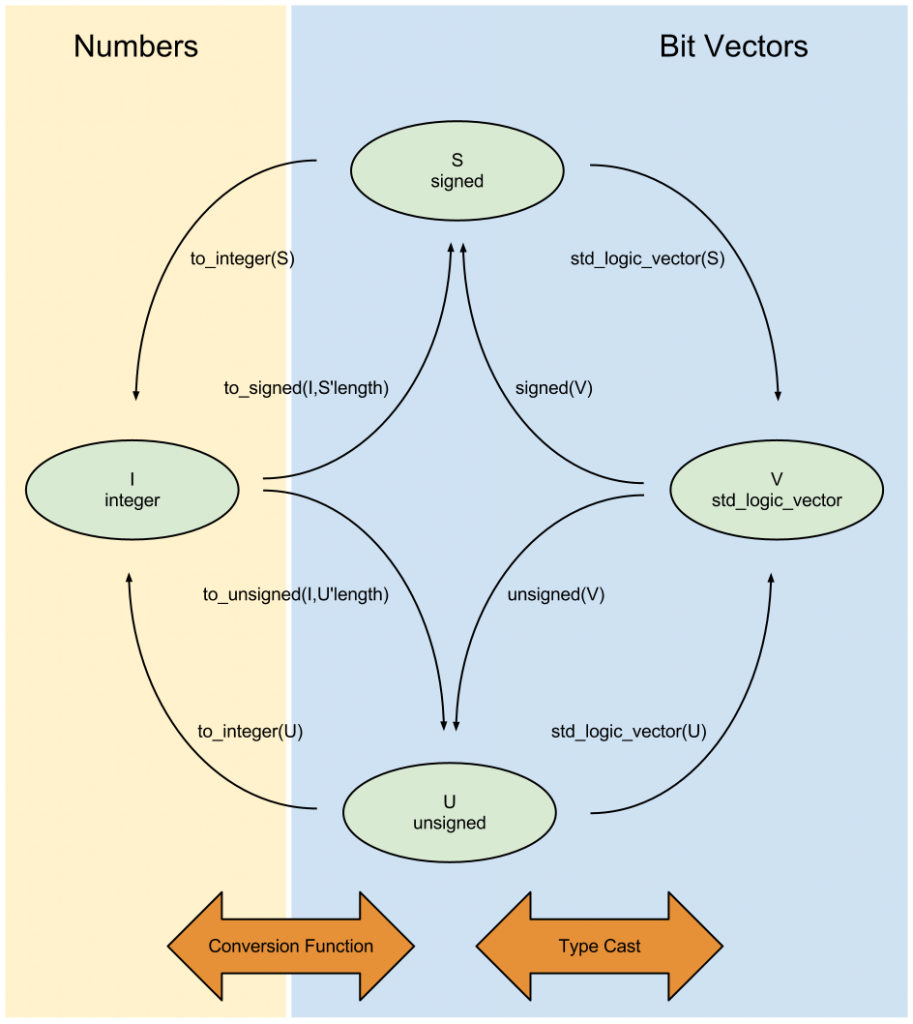 Numbers
Bit Vectors
S
signed
to_integer(S)
std_logic_vector(S)
to_signed(I,S'length)
signed(V)
I
integer
V
std_logic_vector
to_unsigned(I,U'length)
unsigned(V)
to_integer(U)
std_logic_vector(U)
U
unsigned
Conversion Function
Type Cast